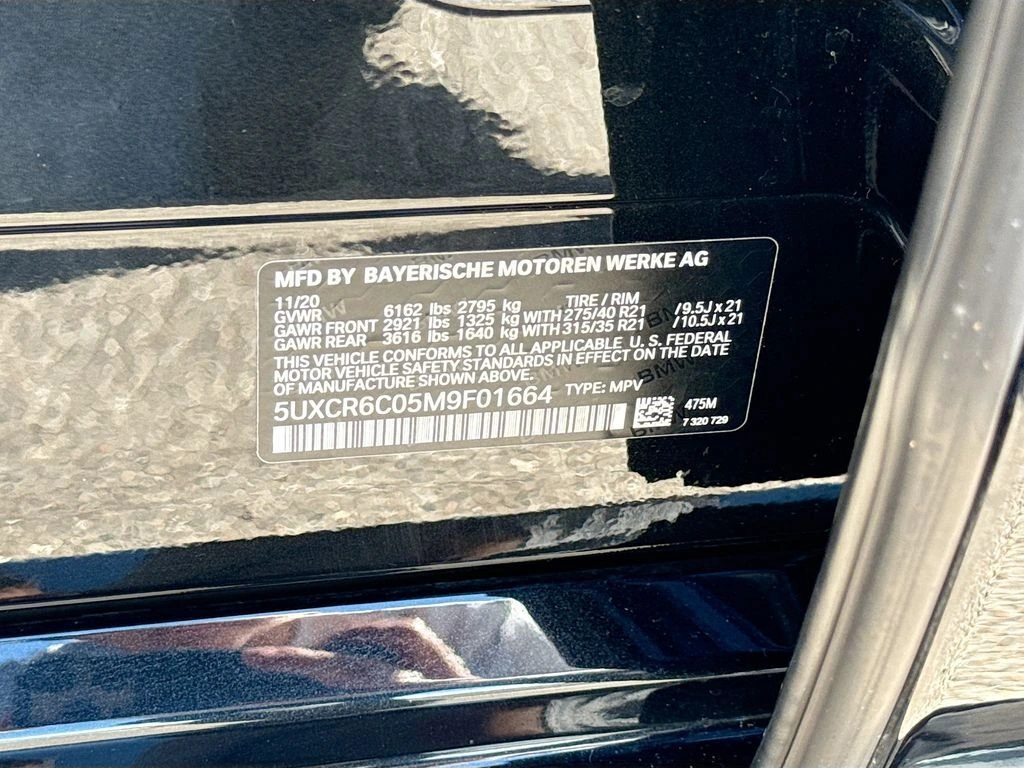 MFD BY BAYERISCHE MOTOREN WERKE AG
11/20 TIRE / RIM
GVWR 6162 lbs 2795 kg
GAWR FRONT 2921 lbs 1325 kg WITH 275/40 R21 /9.5J x 21
GAWR REAR 3616 lbs 1640 kg WITH 315/35 R21 /10.5J x 21
THIS VEHICLE CONFORMS TO ALL APPLICABLE U. S. FEDERAL
MOTOR VEHICLE SAFETY STANDARDS IN EFFECT ON THE DATE
OF MANUFACTURE SHOWN ABOVE.
5UXCR6C05M9F01664 TYPE: MPV
475M
7 320 729
BMW
BMW
BMW